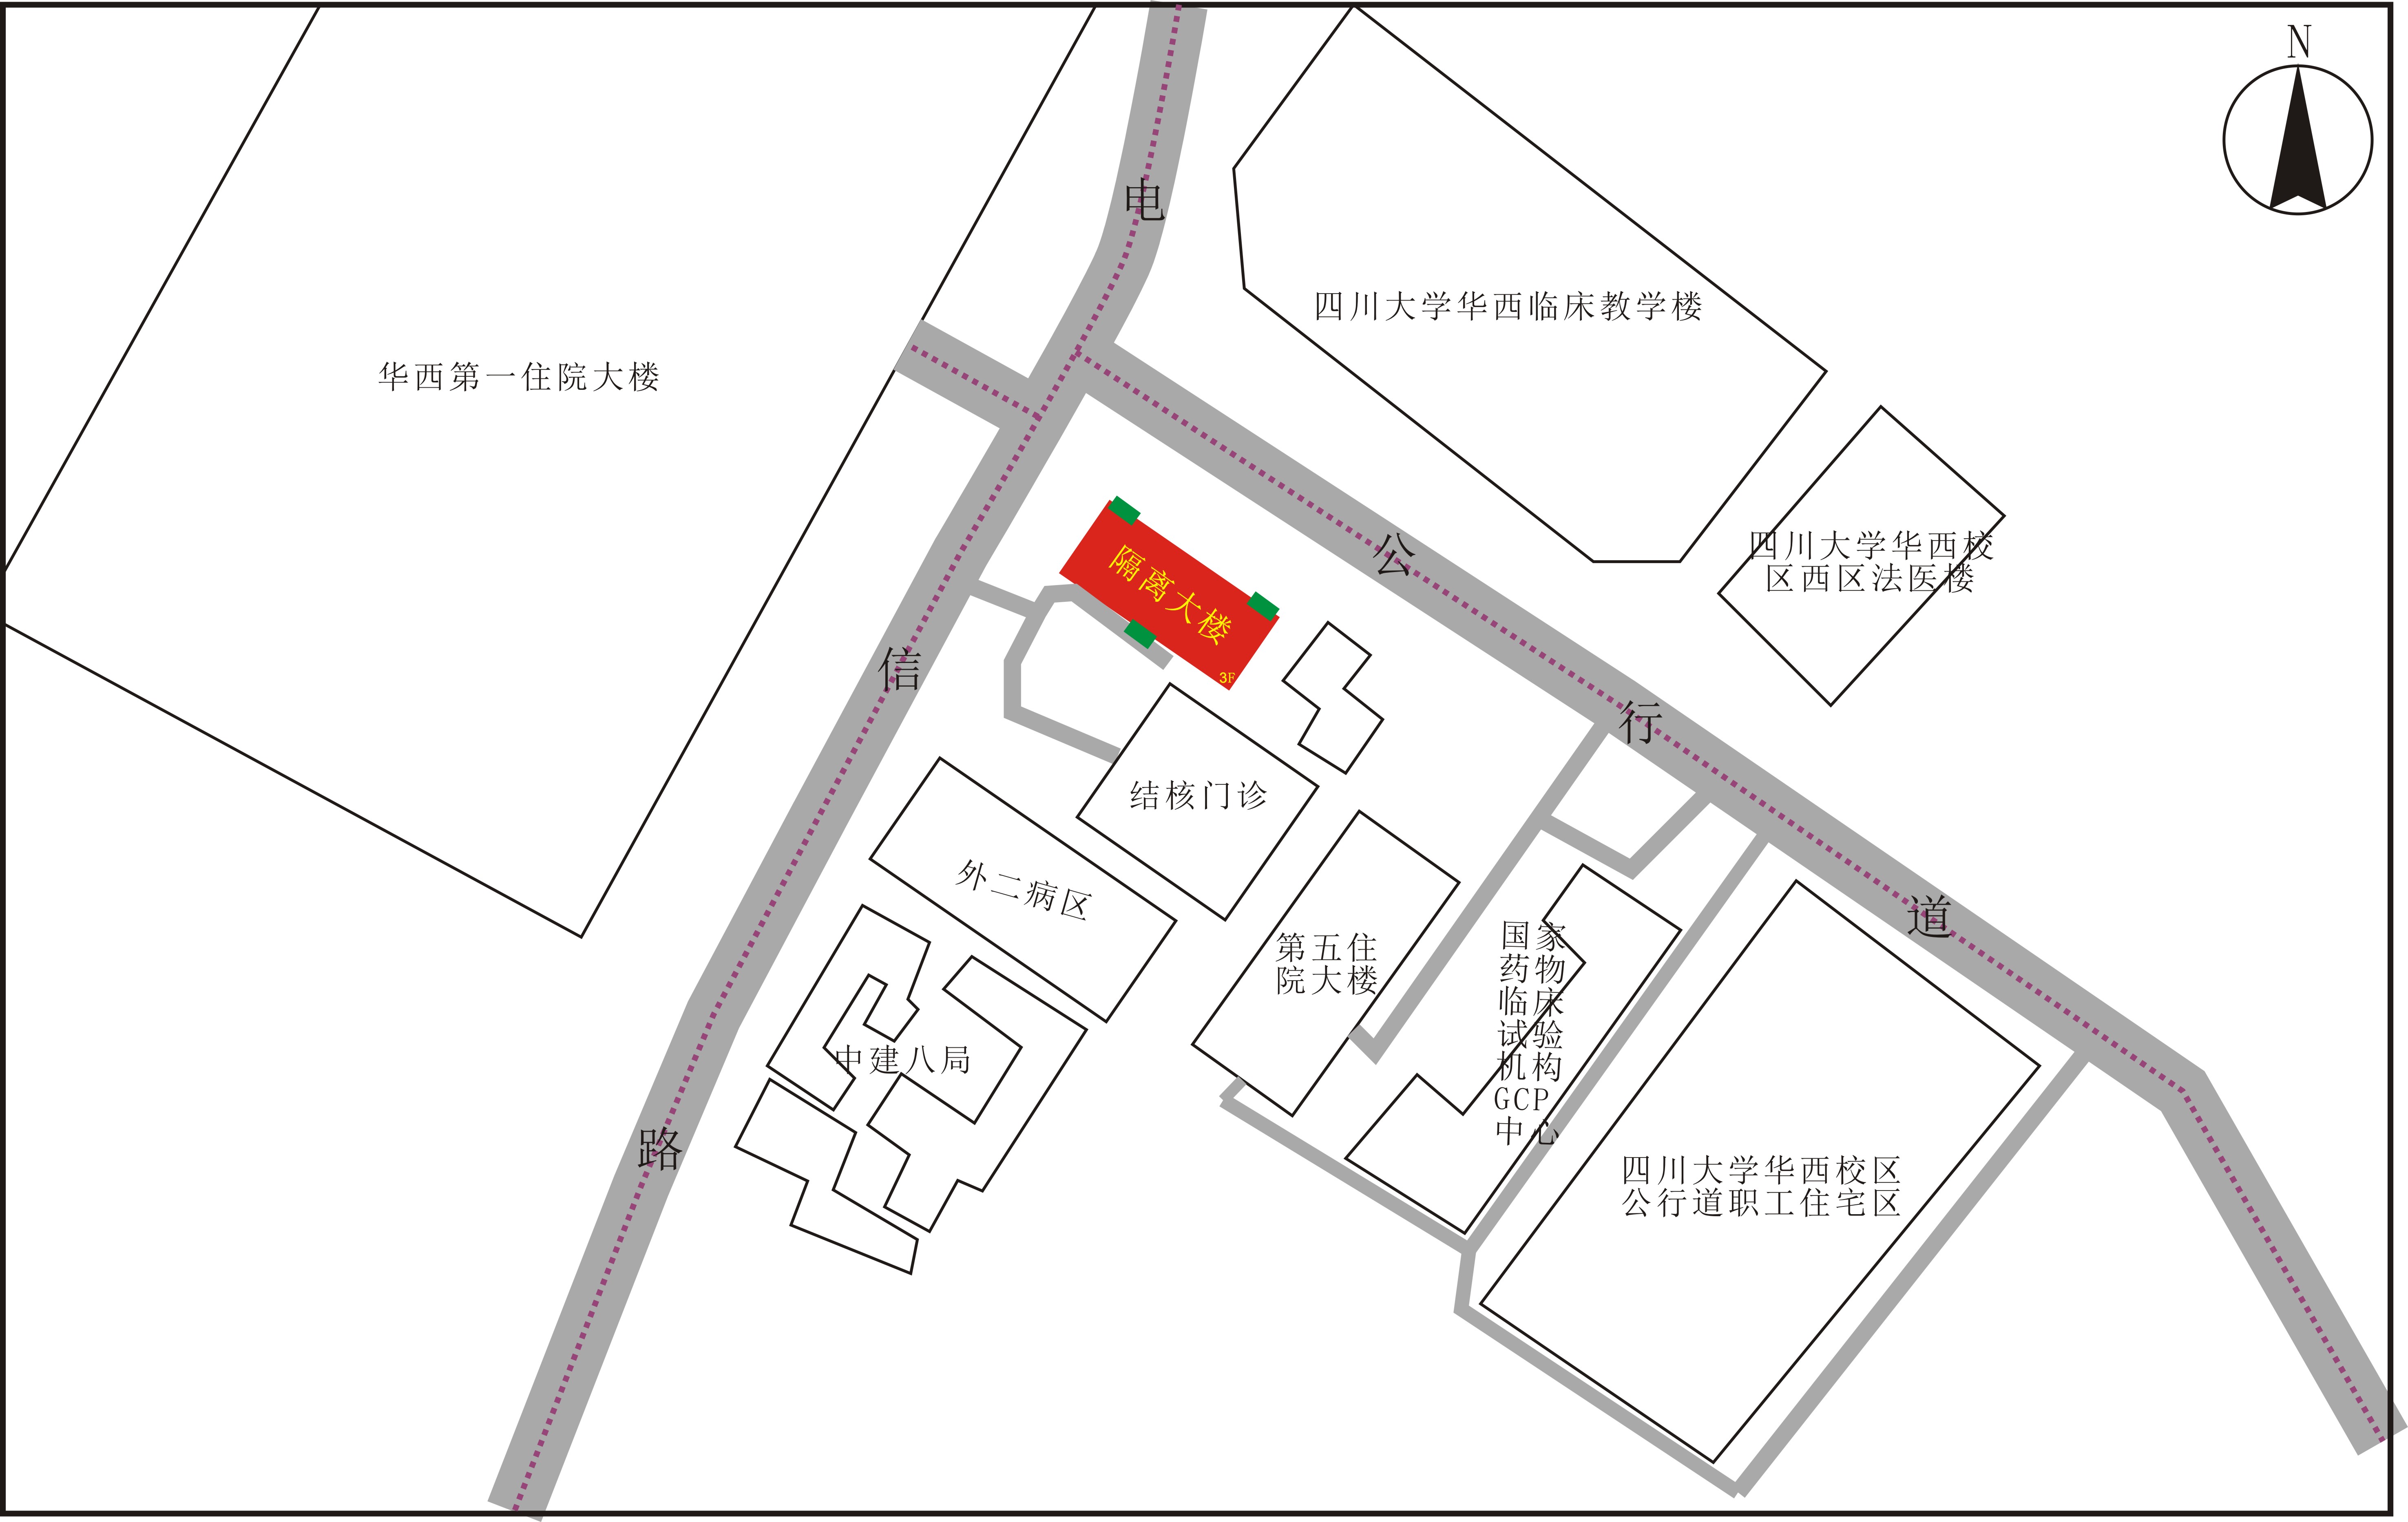 N
电
四川大学华西临床教学楼
华西第一住院大楼
公
四川大学华西校
区西区法医楼
隔离大楼
3F
信
行
结核门诊
外二病区
道
第五住
院大楼
国家
药物
临床
试验
机构
GCP
中心
中建八局
路
四川大学华西校区
公行道职工住宅区